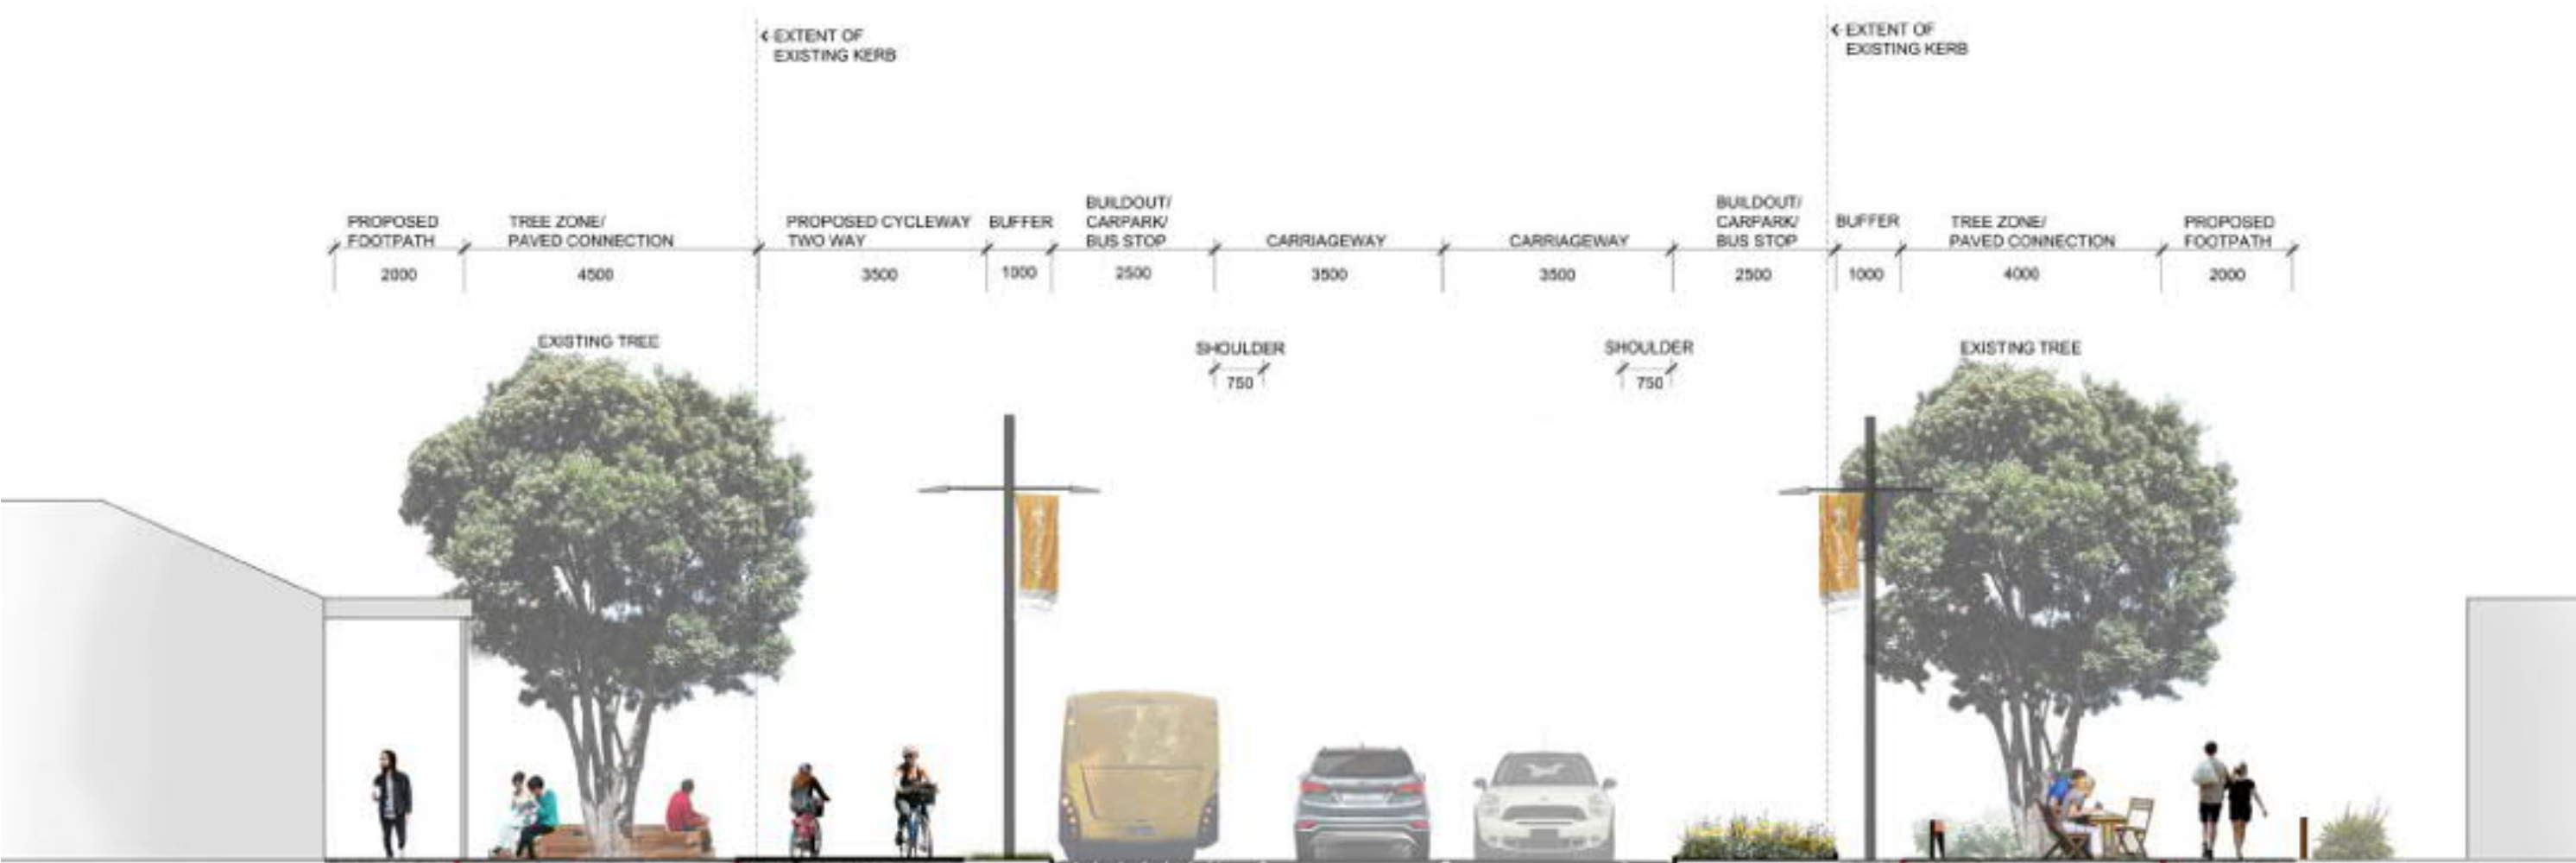 < EXTENT OF
EXISTING KERB
< EXTENT OF
EXISTING KERB
PROPOSED
FOOTPATH
2000
TREE ZONE/
PAVED CONNECTION
4500
PROPOSED CYCLEWAY
TWO WAY
3500
BUFFER
1000
BUILDOUT/
CARPARK/
BUS STOP
2500
CARRIAGEWAY
3500
CARRIAGEWAY
3500
BUILDOUT/
CARPARK/
BUS STOP
2500
BUFFER
1000
TREE ZONE/
PAVED CONNECTION
4000
PROPOSED
FOOTPATH
2000
EXISTING TREE
SHOULDER
750
SHOULDER
750
EXISTING TREE